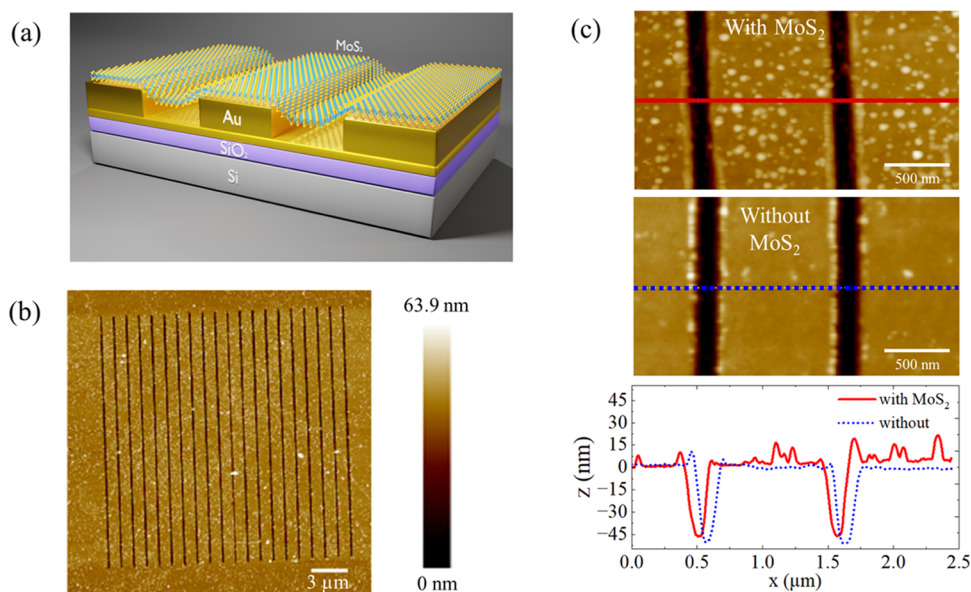 (a)
MoS₂
Au
SiO₂
Si
(b)
63.9 nm
0 nm
3 μm
(c)
With MoS₂
500 nm
Without
MoS₂
500 nm
with MoS₂
without
Z (nm)
45
30
15
0
−15
−30
−45
0.0 0.5 1.0 1.5 2.0 2.5
x (μm)